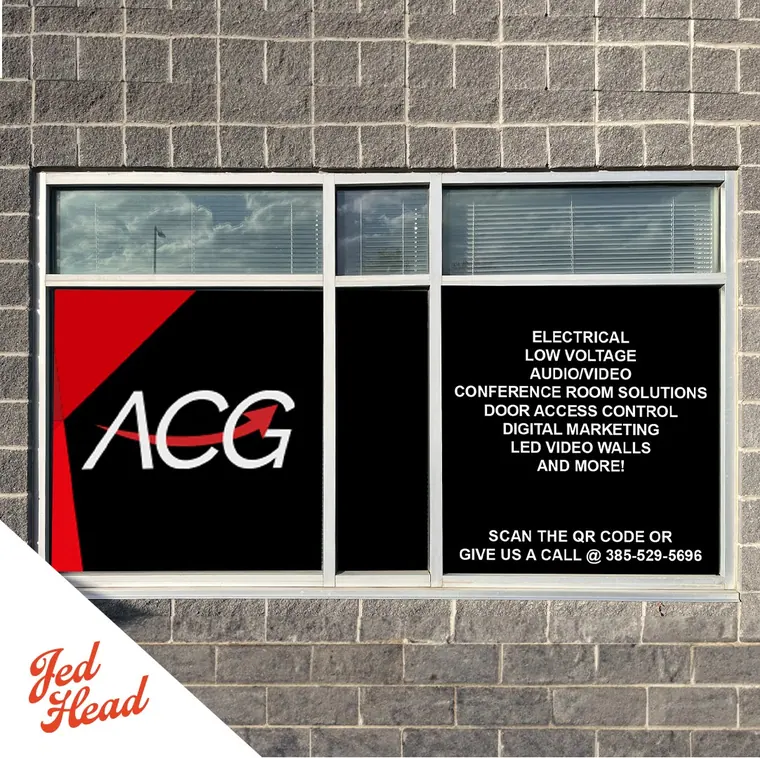 ACG
ELECTRICAL
LOW VOLTAGE
AUDIO/VIDEO
CONFERENCE ROOM SOLUTIONS
DOOR ACCESS CONTROL
DIGITAL MARKETING
LED VIDEO WALLS
AND MORE!
SCAN THE QR CODE OR
GIVE US A CALL @ 385-529-5696
Jed
Head